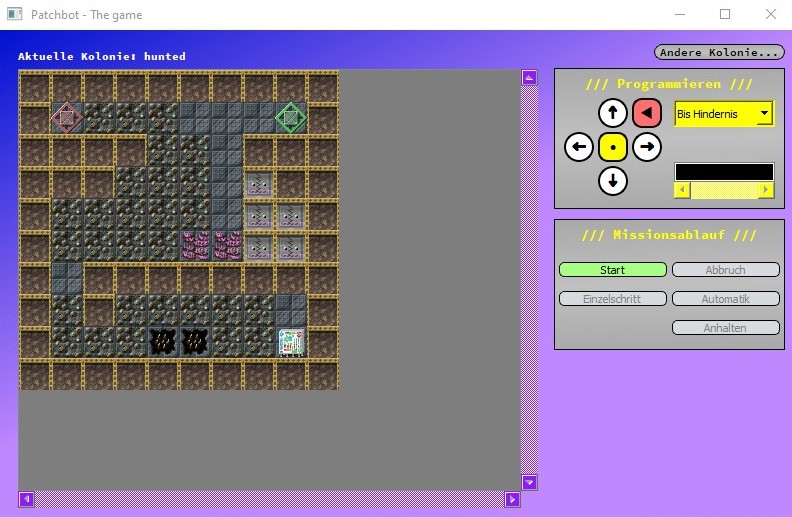 Patchbot - The game
Aktuelle Kolonie: hunted
Andere Kolonie...
/// Programmieren ///
Bis Hindernis
/// Missionsablauf ///
Start
Abbruch
Einzelschritt
Automatik
Anhalten